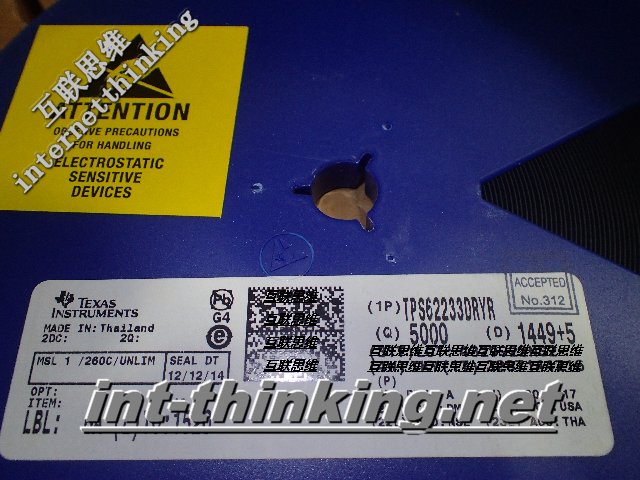 互联思维
internetthinking
ATTENTION
PRECAUTIONS
FOR HANDLING
ELECTROSTATIC
SENSITIVE
DEVICES
TEXAS
INSTRUMENTS
MADE IN: Thailand
2DC: 2Q:
MSL 1 /260C/UNLIM
SEAL DT
12/12/14
OPT:
ITEM:
LBL:
Pb
G4
e
互联思维
互联思维
互联思维
互联思维
ACCEPTED
No.312
(1P) TPS62233DRYR
(Q) 5000 (D) 1449+5
互联思维互联思维互联思维互联思维
互联思维互联思维互联思维互联思维
(P)
USA
THA
int-thinking.net